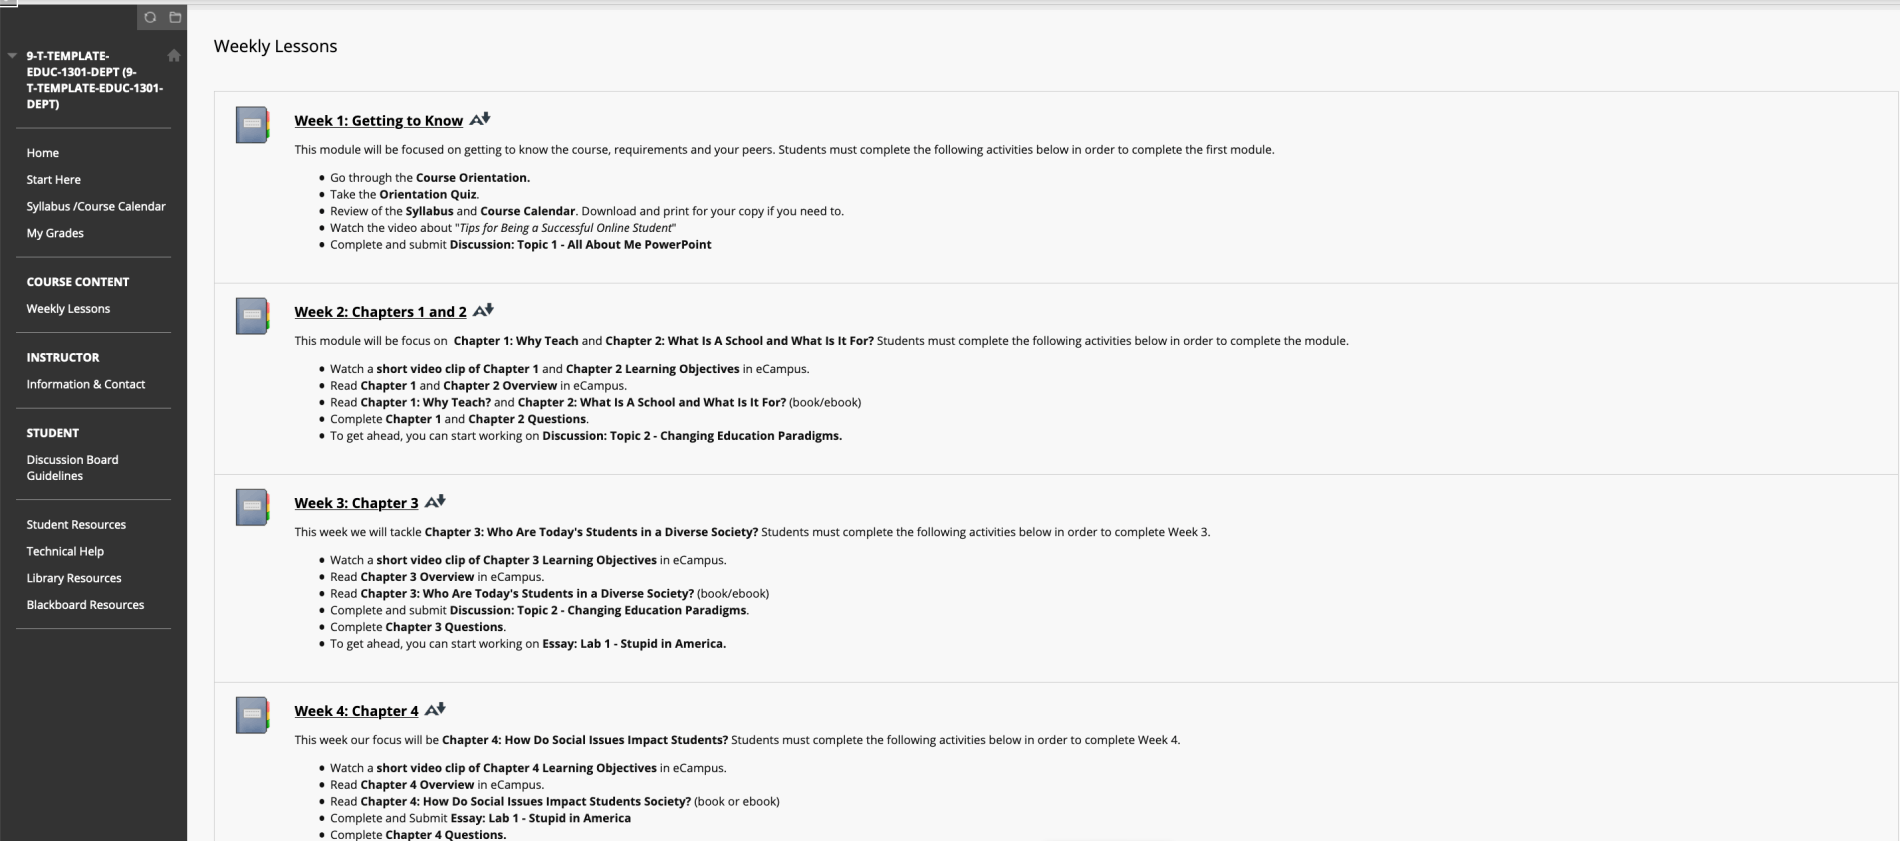 9-T-TEMPLATE-
EDUC-1301-DEPT (9-
T-TEMPLATE-EDUC-1301-
DEPT)
Home
Start Here
Syllabus /Course Calendar
My Grades
COURSE CONTENT
Weekly Lessons
INSTRUCTOR
Information & Contact
STUDENT
Discussion Board
Guidelines
Student Resources
Technical Help
Library Resources
Blackboard Resources
Weekly Lessons
Week 1: Getting to Know
This module will be focused on getting to know the course, requirements and your peers. Students must complete the following activities below in order to complete the first module.
• Go through the Course Orientation.
• Take the Orientation Quiz.
• Review of the Syllabus and Course Calendar. Download and print for your copy if you need to.
• Watch the video about "Tips for Being a Successful Online Student"
• Complete and submit Discussion: Topic 1 - All About Me PowerPoint
Week 2: Chapters 1 and 2
This module will be focus on Chapter 1: Why Teach and Chapter 2: What Is A School and What Is It For? Students must complete the following activities below in order to complete the module.
• Watch a short video clip of Chapter 1 and Chapter 2 Learning Objectives in eCampus.
• Read Chapter 1 and Chapter 2 Overview in eCampus.
• Read Chapter 1: Why Teach? and Chapter 2: What Is A School and What Is It For? (book/ebook)
• Complete Chapter 1 and Chapter 2 Questions.
• To get ahead, you can start working on Discussion: Topic 2 - Changing Education Paradigms.
Week 3: Chapter 3
This week we will tackle Chapter 3: Who Are Today's Students in a Diverse Society? Students must complete the following activities below in order to complete Week 3.
• Watch a short video clip of Chapter 3 Learning Objectives in eCampus.
• Read Chapter 3 Overview in eCampus.
• Read Chapter 3: Who Are Today's Students in a Diverse Society? (book/ebook)
• Complete and submit Discussion: Topic 2 - Changing Education Paradigms.
• Complete Chapter 3 Questions.
• To get ahead, you can start working on Essay: Lab 1 - Stupid in America.
Week 4: Chapter 4
This week our focus will be Chapter 4: How Do Social Issues Impact Students? Students must complete the following activities below in order to complete Week 4.
• Watch a short video clip of Chapter 4 Learning Objectives in eCampus.
• Read Chapter 4 Overview in eCampus.
• Read Chapter 4: How Do Social Issues Impact Students Society? (book or ebook)
• Complete and Submit Essay: Lab 1 - Stupid in America
• Complete Chapter 4 Questions.